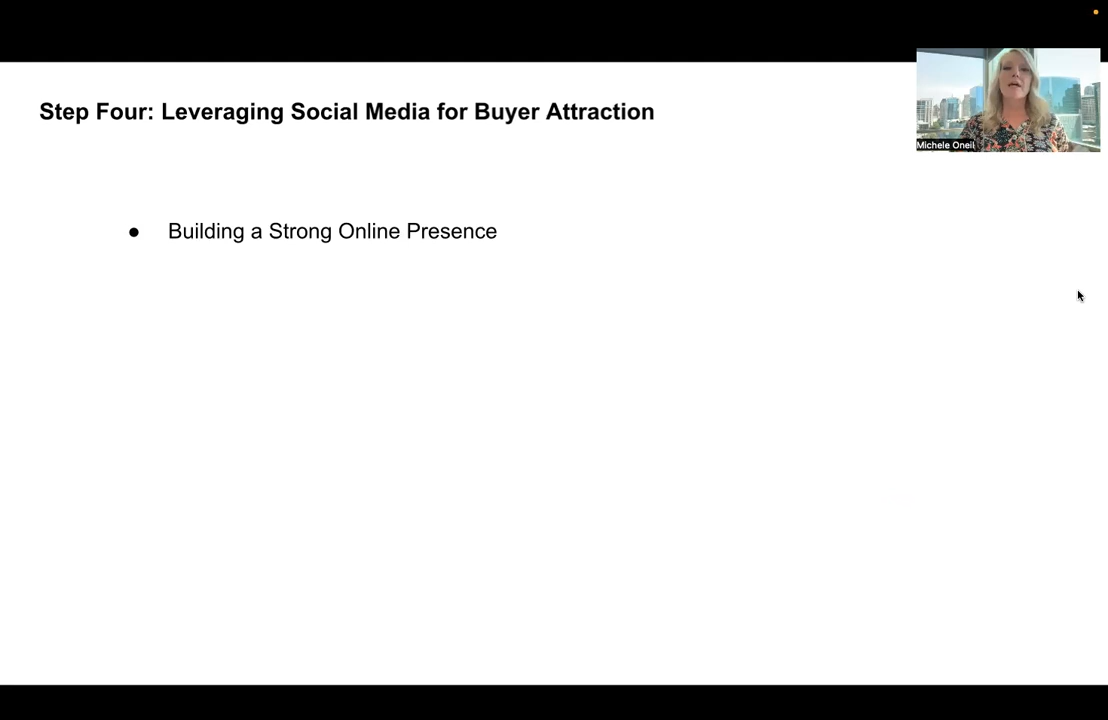 Step Four: Leveraging Social Media for Buyer Attraction
Michele Oneil
● Building a Strong Online Presence